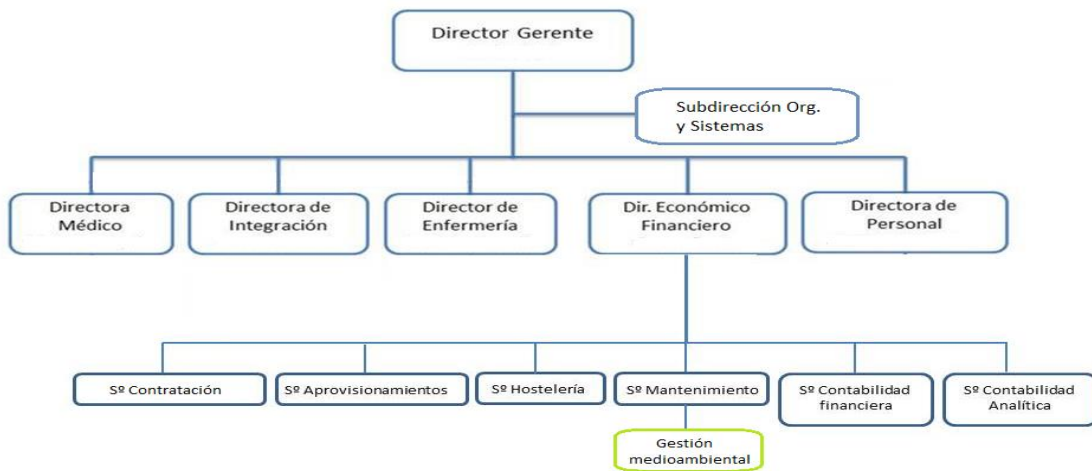 Director Gerente
Subdirección Org.
y Sistemas
Directora
Médico
Directora de
Integración
Director de
Enfermería
Dir. Económico
Financiero
Directora de
Personal
Sº Contratación
Sº Aprovisionamientos
Sº Hostelería
Sº Mantenimiento
Sº Contabilidad
financiera
Sº Contabilidad
Analítica
Gestión
medioambiental